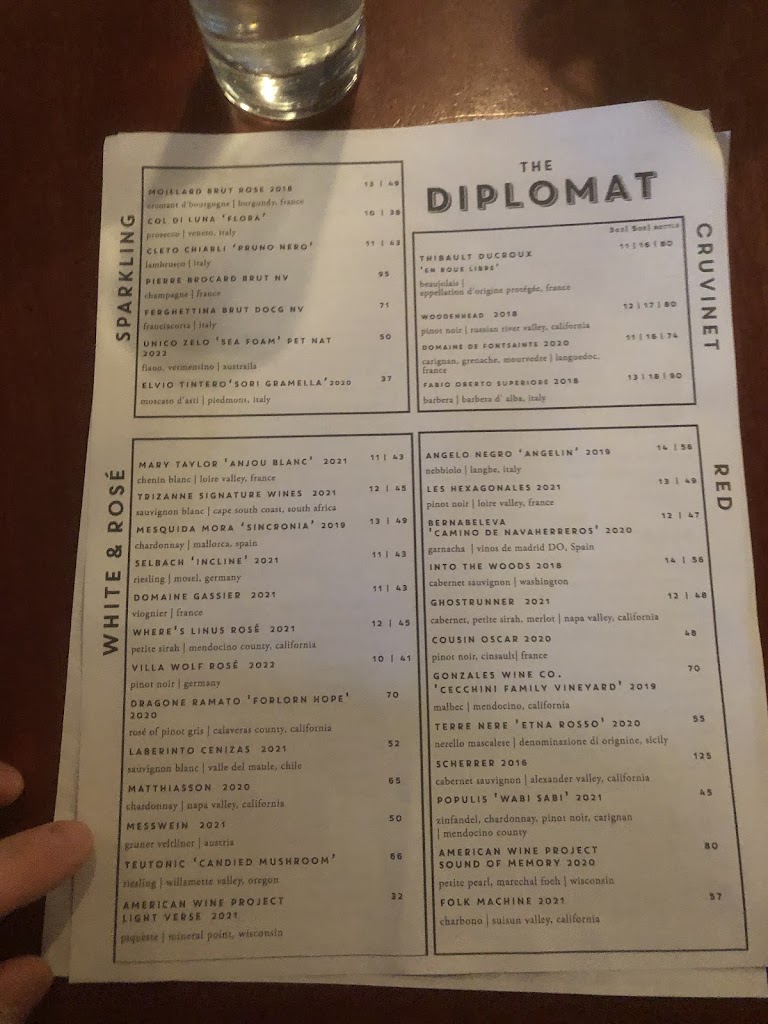 THE
DIPLOMAT
SPARKLING
MOILLARD BRUT ROSE 2018 13 | 49
cremant d'bourgogne | burgundy, france
COL DI LUNA 'FLORA' 10 | 38
prosecco | veneto, italy
CLETO CHIARLI 'PRUNO NERO' 11 | 43
lambrusco | italy
PIERRE BROCARD BRUT NV 95
champagne | france
FERGHETTINA BRUT DOCG NV 71
franciacorta | italy
UNICO ZELO 'SEA FOAM' PET NAT 50
2022
fiano, vermentino | austraila
ELVIO TINTERO 'SORI GRAMELLA' 2020 37
moscato d'asti | piedmont, italy
CRUVINET
BOTTLE
THIBAULT DUCROUX 11 | 16 | 80
'EN ROUE LIBRE'
beaujolais |
appellation d'origine protégée, france
WOODENHEAD 2018 12 | 17 | 80
pinot noir | russian river valley, california
DOMAINE DE FONTSAINTE 2020 11 | 16 | 74
carignan, grenache, mourvedre | languedoc,
france
FABIO OBERTO SUPERIORE 2018 13 | 18 | 90
barbera | barbera d' alba, italy
WHITE & ROSÉ
MARY TAYLOR 'ANJOU BLANC' 2021 11 | 43
chenin blanc | loire valley, france
TRIZANNE SIGNATURE WINES 2021 12 | 45
sauvignon blanc | cape south coast, south africa
MESQUIDA MORA 'SINCRONIA' 2019 13 | 49
chardonnay | mallorca, spain
SELBACH 'INCLINE' 2021 11 | 43
riesling | mosel, germany
DOMAINE GASSIER 2021 11 | 43
viognier | france
WHERE'S LINUS ROSÉ 2021 12 | 45
petite sirah | mendocino county, california
VILLA WOLF ROSÉ 2022 10 | 41
pinot noir | germany
DRAGONE RAMATO 'FORLORN HOPE' 70
2020
rosé of pinot gris | calaveras county, california
LABERINTO CENIZAS 2021 52
sauvignon blanc | valle del maule, chile
MATTHIASSON 2020 65
chardonnay | napa valley, california
MESSWEIN 2021 50
gruner veltliner | austria
TEUTONIC 'CANDIED MUSHROOM' 66
riesling | willamette valley, oregon
AMERICAN WINE PROJECT 32
LIGHT VERSE 2021
piquette | mineral point, wisconsin
RED
ANGELO NEGRO 'ANGELIN' 2019 14 | 56
nebbiolo | langhe, italy
LES HEXAGONALES 2021 13 | 49
pinot noir | loire valley, france
BERNABELEVA 12 | 47
'CAMINO DE NAVAHERREROS' 2020
garnacha | vinos de madrid DO, Spain
INTO THE WOODS 2018 14 | 56
cabernet sauvignon | washington
GHOSTRUNNER 2021 12 | 48
cabernet, petite sirah, merlot | napa valley, california
COUSIN OSCAR 2020 48
pinot noir, cinsault| france
GONZALES WINE CO. 70
'CECCHINI FAMILY VINEYARD' 2019
malbec | mendocino, california
TERRE NERE 'ETNA ROSSO' 2020 55
nerello mascalese | denominazione di orignine, sicily
SCHERRER 2016 125
cabernet sauvignon | alexander valley, california
POPULIS 'WABI SABI' 2021 45
zinfandel, chardonnay, pinot noir, carignan
| mendocino county
AMERICAN WINE PROJECT 80
SOUND OF MEMORY 2020
petite pearl, marechal foch | wisconsin
FOLK MACHINE 2021 57
charbono | suisun valley, california